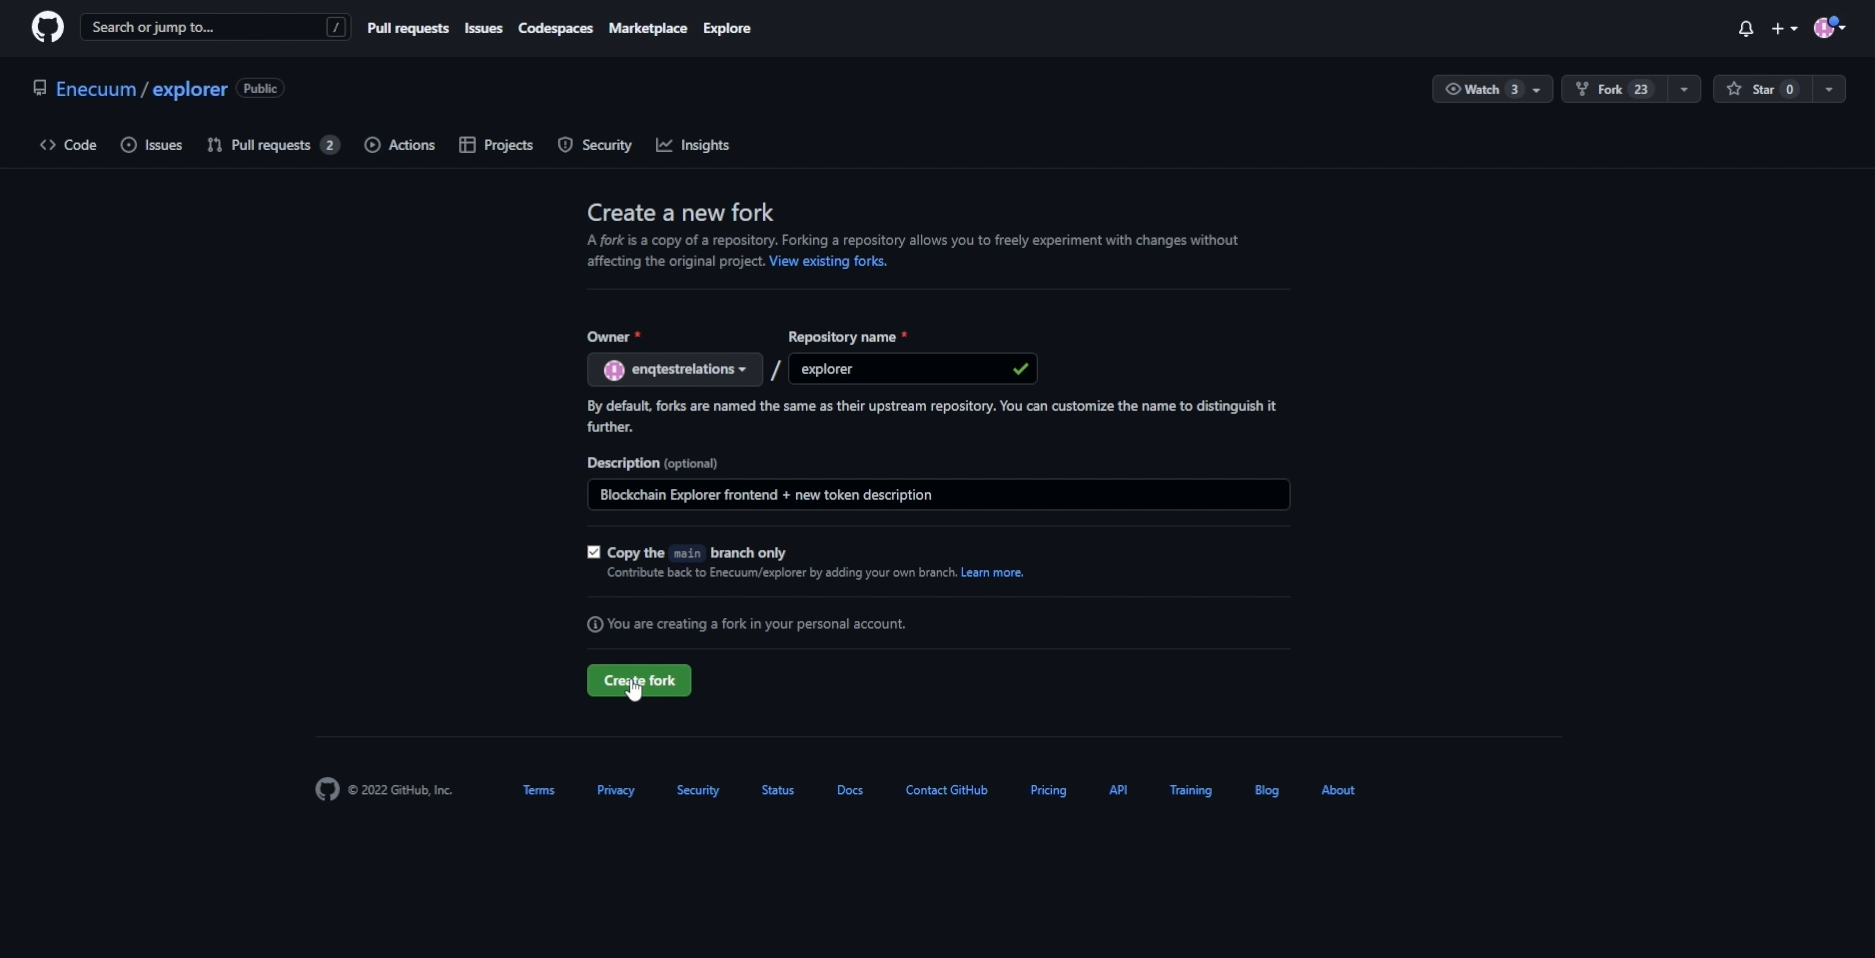 Search or jump to... /
Pull requests Issues Codespaces Marketplace Explore
Enecuum / explorer Public
Watch 3 Fork 23 Star 0
Code Issues Pull requests 2 Actions Projects Security Insights
Create a new fork
A fork is a copy of a repository. Forking a repository allows you to freely experiment with changes without
affecting the original project. View existing forks.
Owner * Repository name *
enqtestrelations / explorer
By default, forks are named the same as their upstream repository. You can customize the name to distinguish it
further.
Description (optional)
Blockchain Explorer frontend + new token description
Copy the main branch only
Contribute back to Enecuum/explorer by adding your own branch. Learn more.
You are creating a fork in your personal account.
Create fork
© 2022 GitHub, Inc. Terms Privacy Security Status Docs Contact GitHub Pricing API Training Blog About